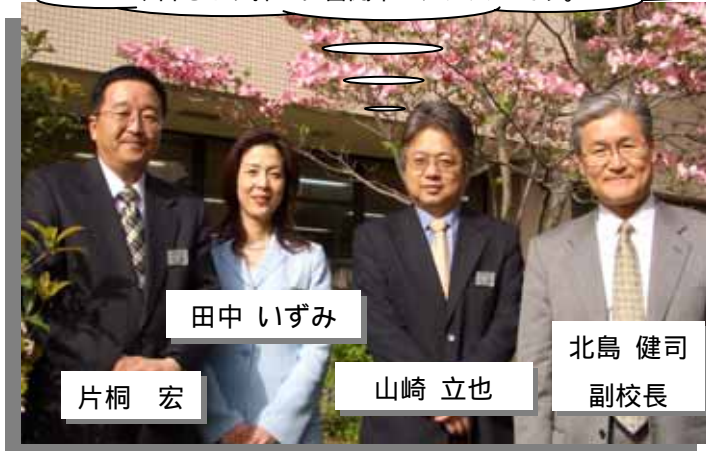 田中 いずみ
北島 健司
副校長
山崎 立也
片桐 宏